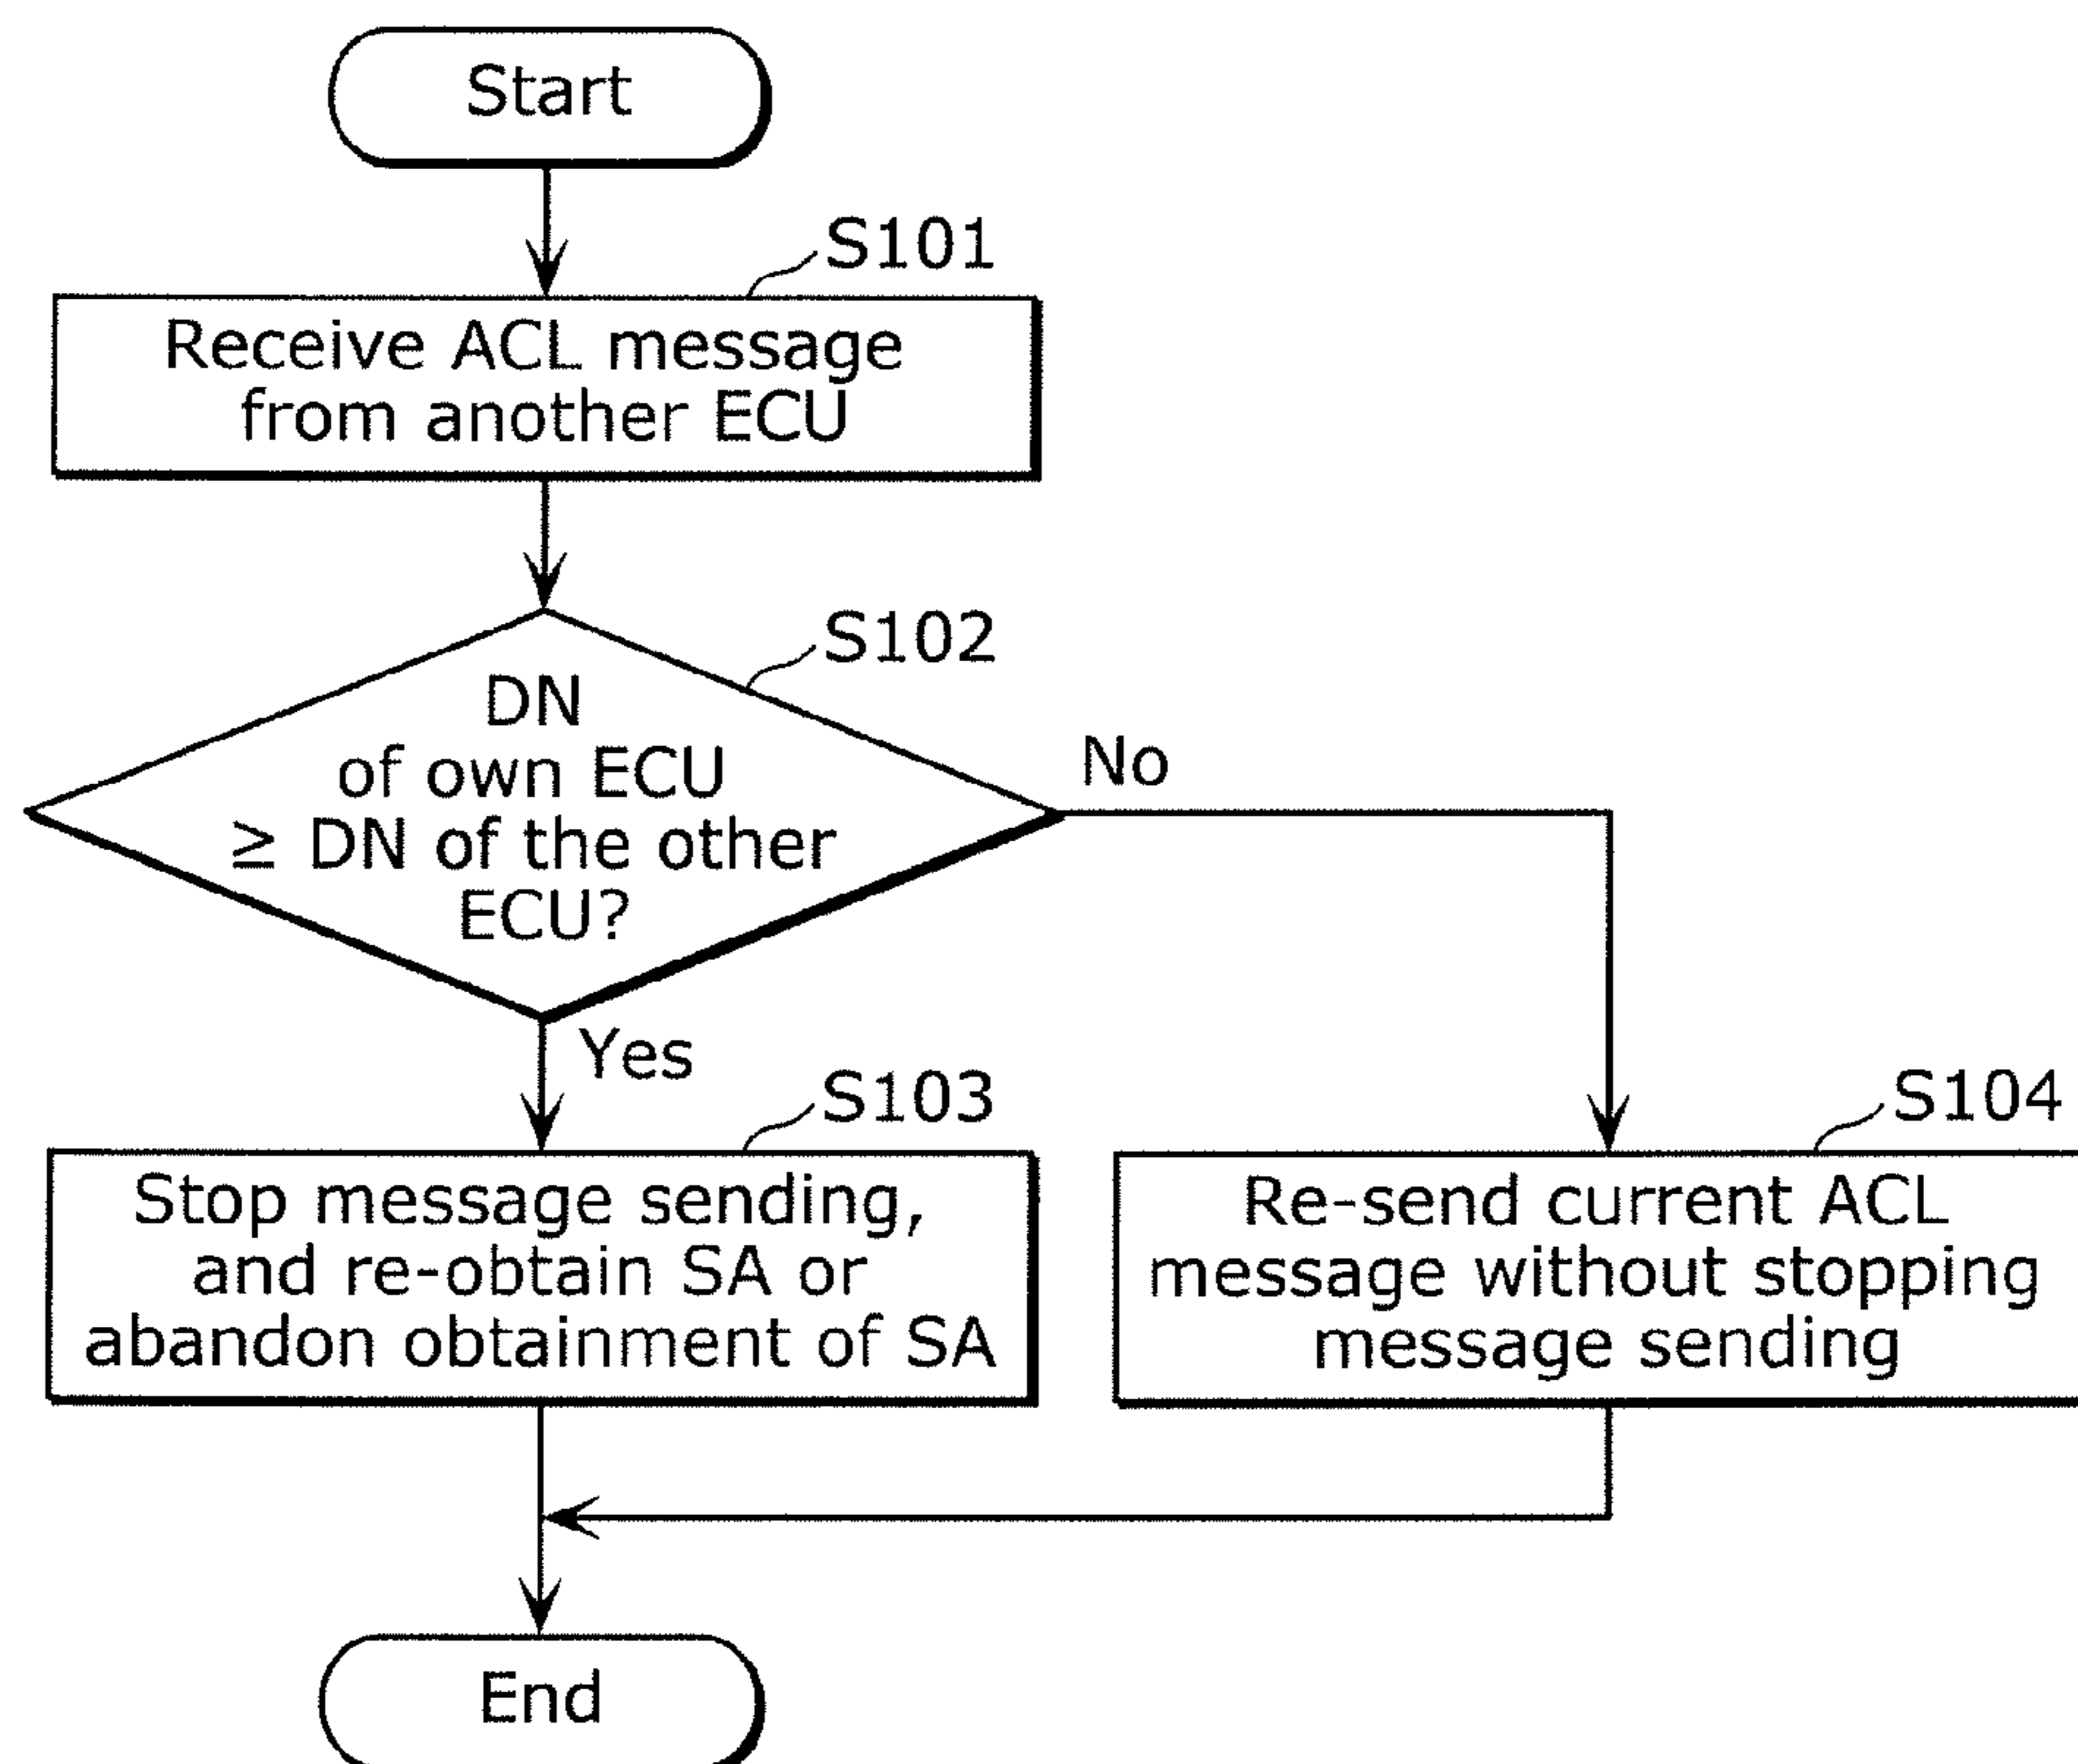 Start
S101
Receive ACL message
from another ECU
S102
DN
of own ECU
≥ DN of the other
ECU?
No
Yes
S103
Stop message sending,
and re-obtain SA or
abandon obtainment of SA
S104
Re-send current ACL
message without stopping
message sending
End